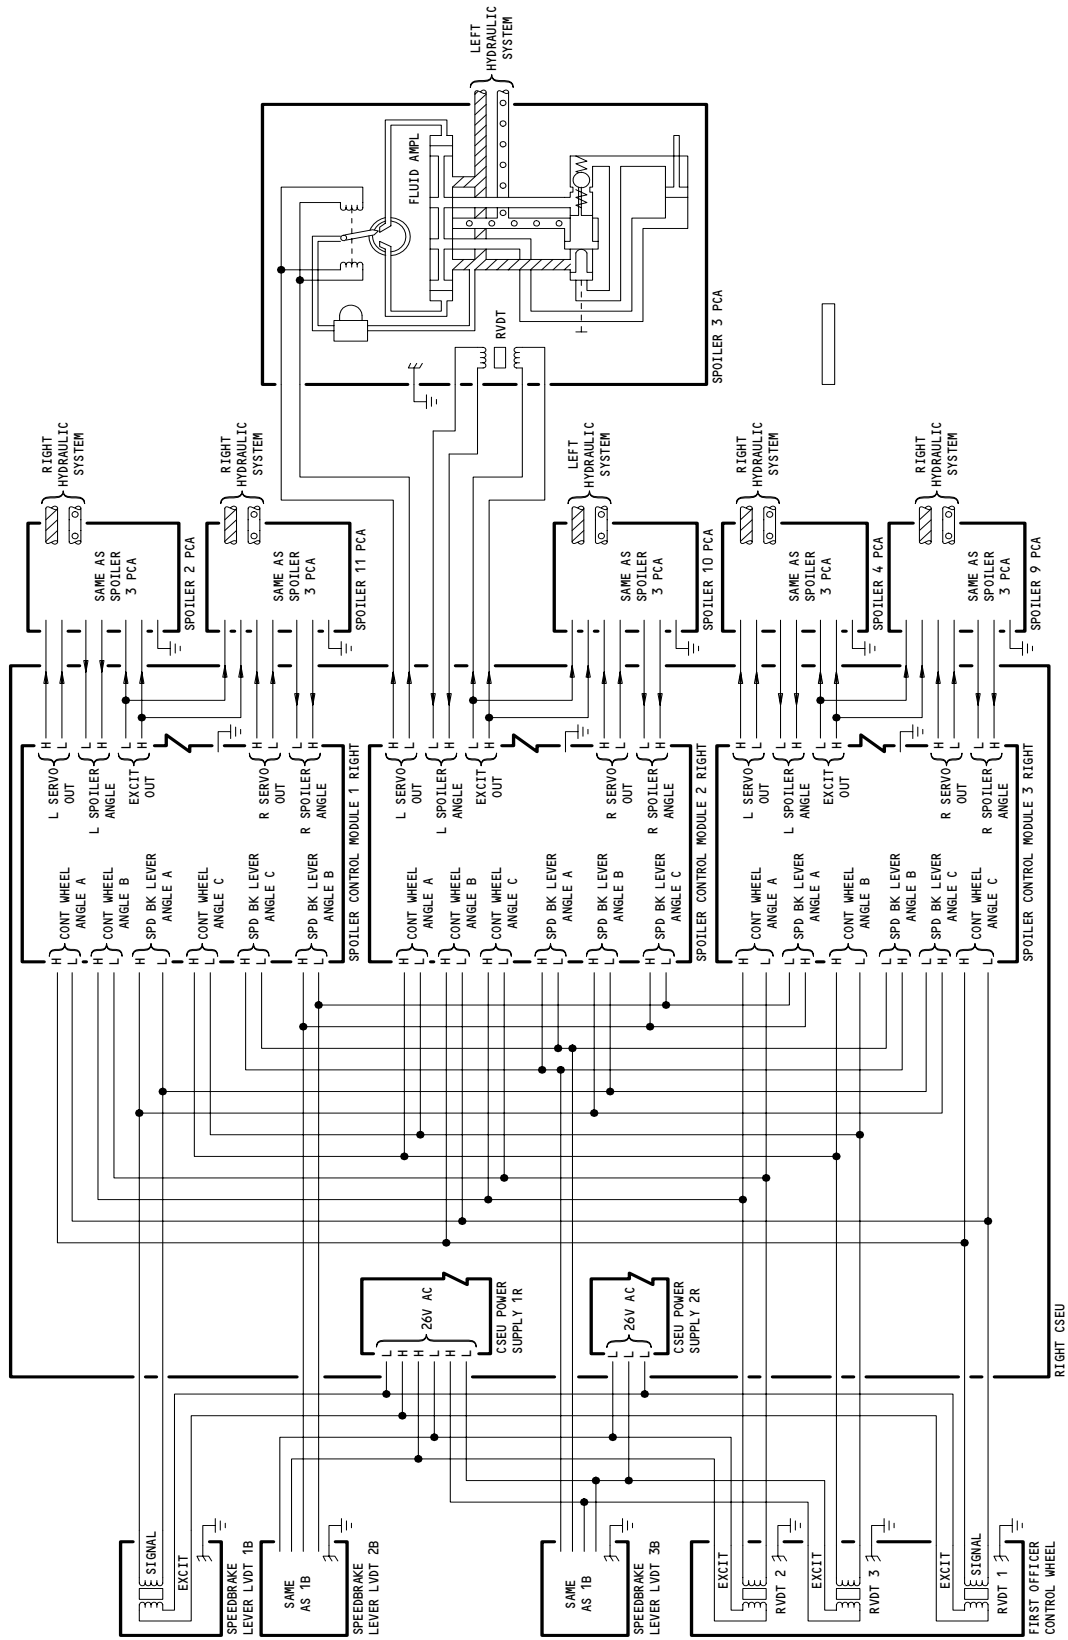 SPEEDBRAKE
LEVER LVDT 1B
SIGNAL
EXCIT
SPEEDBRAKE
LEVER LVDT 2B
SAME
AS 1B
SPEEDBRAKE
LEVER LVDT 3B
SAME
AS 1B
FIRST OFFICER
CONTROL WHEEL
EXCIT
RVDT 2
EXCIT
RVDT 3
EXCIT
SIGNAL
RVDT 1
RIGHT CSEU
CSEU POWER
SUPPLY 1R
26V AC
L
H
H
L
H
L
CSEU POWER
SUPPLY 2R
26V AC
L
L
L
SPOILER CONTROL MODULE 1 RIGHT
H
L
CONT WHEEL
ANGLE A
H
L
CONT WHEEL
ANGLE B
H
L
SPD BK LEVER
ANGLE A
H
L
CONT WHEEL
ANGLE C
H
L
SPD BK LEVER
ANGLE C
H
L
SPD BK LEVER
ANGLE B
L SERVO
OUT
H
L
L SPOILER
ANGLE
L
H
EXCIT
OUT
L
H
R SERVO
OUT
H
L
R SPOILER
ANGLE
L
H
SPOILER CONTROL MODULE 2 RIGHT
H
L
CONT WHEEL
ANGLE A
H
L
CONT WHEEL
ANGLE B
H
L
CONT WHEEL
ANGLE C
H
L
SPD BK LEVER
ANGLE A
H
L
SPD BK LEVER
ANGLE B
H
L
SPD BK LEVER
ANGLE C
L SERVO
OUT
H
L
L SPOILER
ANGLE
L
H
EXCIT
OUT
L
H
R SERVO
OUT
H
L
R SPOILER
ANGLE
L
H
SPOILER CONTROL MODULE 3 RIGHT
H
L
CONT WHEEL
ANGLE A
L
H
SPD BK LEVER
ANGLE A
H
L
CONT WHEEL
ANGLE B
L
H
SPD BK LEVER
ANGLE B
L
H
SPD BK LEVER
ANGLE C
H
L
CONT WHEEL
ANGLE C
L SERVO
OUT
H
L
L SPOILER
ANGLE
L
H
EXCIT
OUT
L
H
R SERVO
OUT
H
L
R SPOILER
ANGLE
L
H
SPOILER 2 PCA
SAME AS
SPOILER
3 PCA
RIGHT
HYDRAULIC
SYSTEM
SPOILER 11 PCA
SAME AS
SPOILER
3 PCA
RIGHT
HYDRAULIC
SYSTEM
SPOILER 10 PCA
SAME AS
SPOILER
3 PCA
LEFT
HYDRAULIC
SYSTEM
SPOILER 4 PCA
SAME AS
SPOILER
3 PCA
RIGHT
HYDRAULIC
SYSTEM
SPOILER 9 PCA
SAME AS
SPOILER
3 PCA
RIGHT
HYDRAULIC
SYSTEM
SPOILER 3 PCA
RVDT
FLUID AMPL
LEFT
HYDRAULIC
SYSTEM